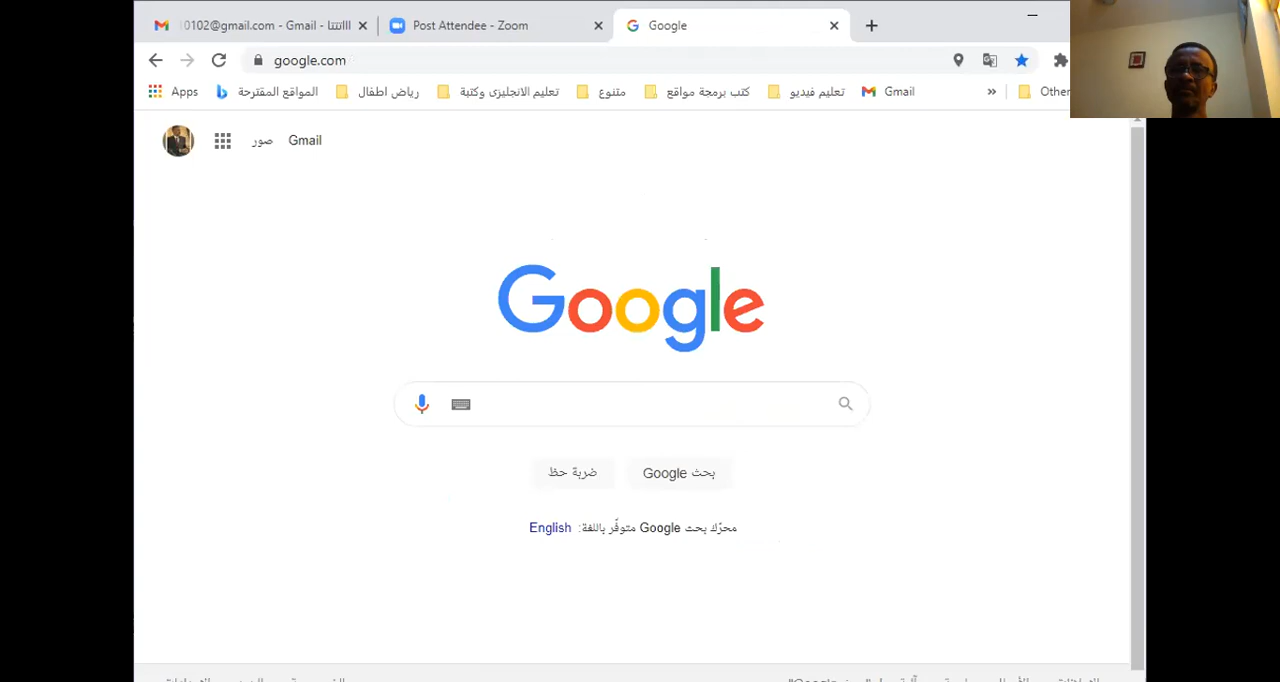 0102@gmail.com - Gmail -
Post Attendee - Zoom
Google
google.com
Apps
المواقع المقترحة
رياض اطفال
تعليم الانجليزى وكتبة
متنوع
كتب برمجة مواقع
تعليم فيديو
Gmail
»
Other
صور
Gmail
Google
ضربة حظ
بحث Google
محرّك بحث Google متوفّر باللغة: English